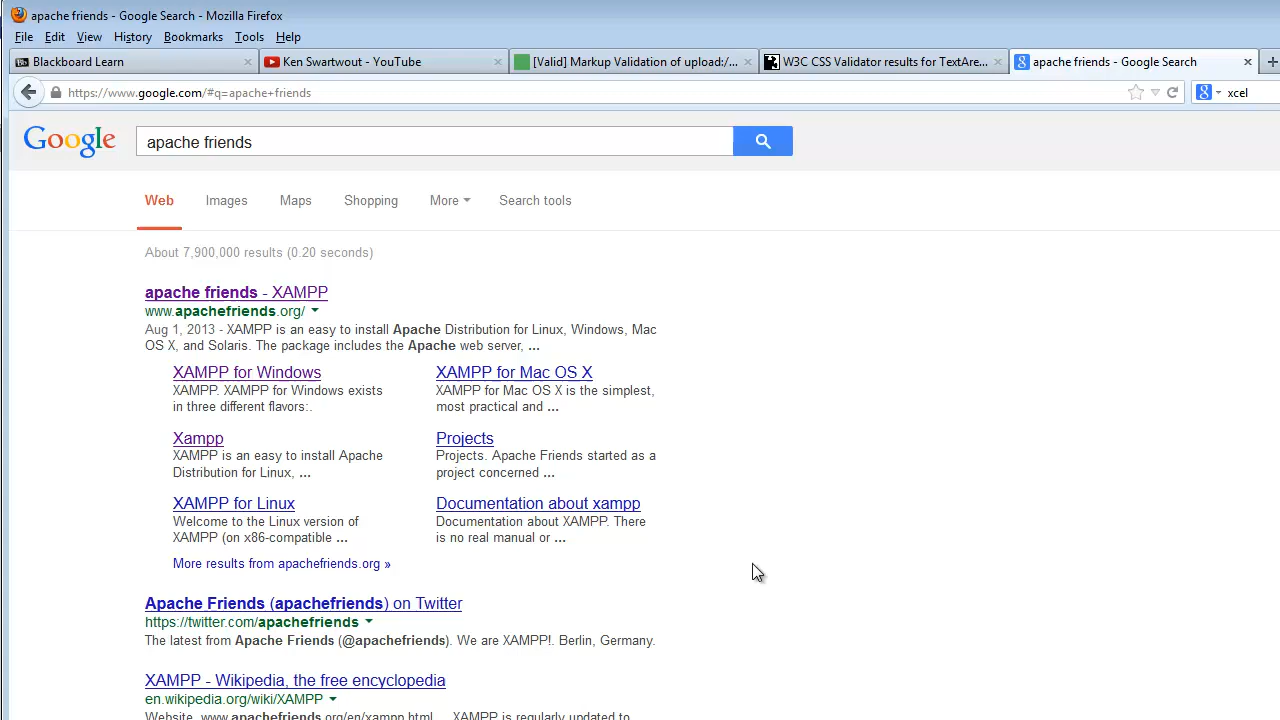 apache friends - Google Search - Mozilla Firefox
File Edit View History Bookmarks Tools Help
Bb Blackboard Learn × Ken Swartwout - YouTube × [Valid] Markup Validation of upload:/... × W3C CSS Validator results for TextAre... × 8 apache friends - Google Search × +
https://www.google.com/#q=apache+friends 8 xcel
Google apache friends
Web Images Maps Shopping More Search tools
About 7,900,000 results (0.20 seconds)
apache friends - XAMPP
www.apachefriends.org/
Aug 1, 2013 - XAMPP is an easy to install Apache Distribution for Linux, Windows, Mac
OS X, and Solaris. The package includes the Apache web server, ...
XAMPP for Windows
XAMPP. XAMPP for Windows exists
in three different flavors:.
XAMPP for Mac OS X
XAMPP for Mac OS X is the simplest,
most practical and ...
Xampp
XAMPP is an easy to install Apache
Distribution for Linux, ...
Projects
Projects. Apache Friends started as a
project concerned ...
XAMPP for Linux
Welcome to the Linux version of
XAMPP (on x86-compatible ...
Documentation about xampp
Documentation about XAMPP. There
is no real manual or ...
More results from apachefriends.org »
Apache Friends (apachefriends) on Twitter
https://twitter.com/apachefriends
The latest from Apache Friends (@apachefriends). We are XAMPP!. Berlin, Germany.
XAMPP - Wikipedia, the free encyclopedia
en.wikipedia.org/wiki/XAMPP
Website. www.apachefriends.org/en/xampp.html ... XAMPP is regularly updated to